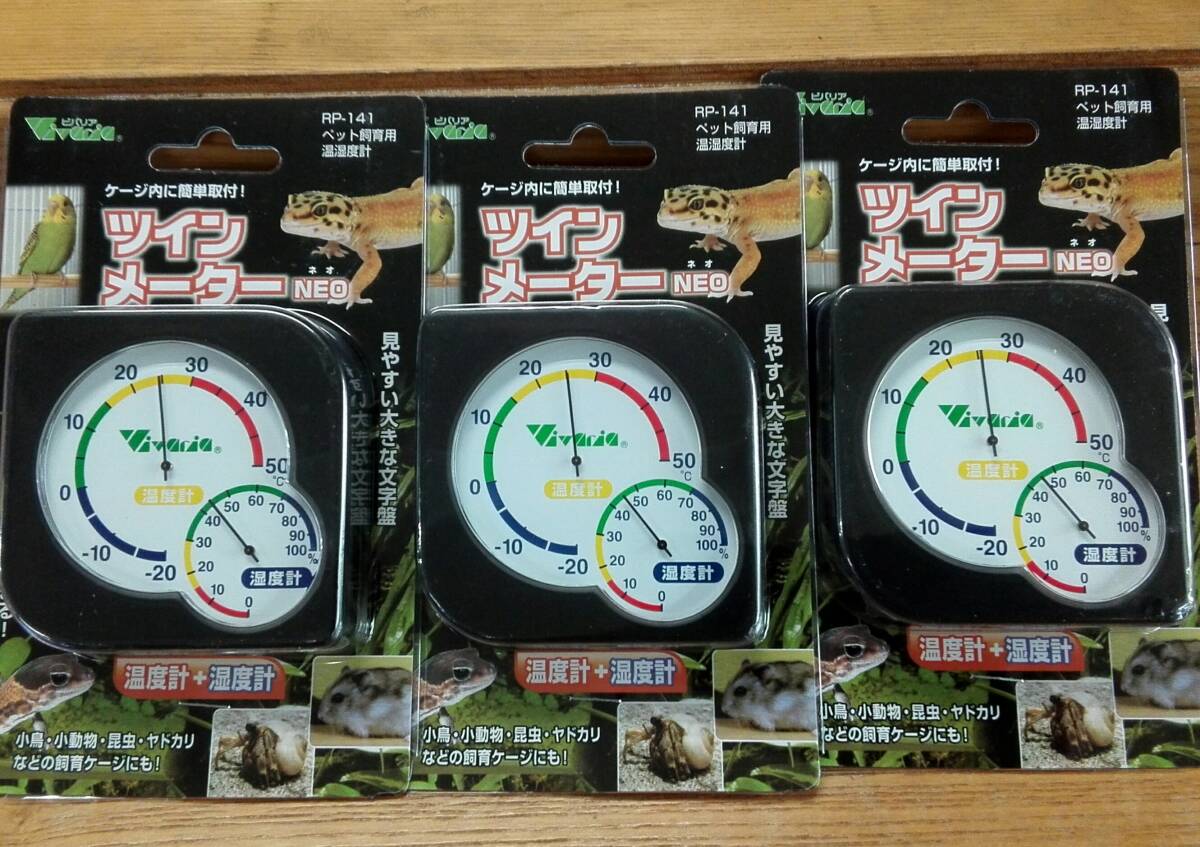 ビバリア
Vivaria®
RP-141
ペット飼育用
温湿度計
ケージ内に簡単取付！
ツイン
メーター NEO
ネオ
見やすい大きな文字盤
20 30
10 40
0 50
℃
-10 -20
Vivaria®
温度計
50 60
40 70
30 80
20 90
10 100
0 %
湿度計
温度計+湿度計
小鳥・小動物・昆虫・ヤドカリ
などの飼育ケージにも！
varia®
RP-141
ペット飼育用
温湿度計
ケージ内に簡単取付！
ツイン
メーター NEO
ネオ
見やすい大きな文字盤
20 30
10 40
0 50
℃
-10 -20
Vivaria®
温度計
50 60
40 70
30 80
20 90
10 100
0 %
湿度計
温度計+湿度計
小鳥・小動物・昆虫・ヤドカリ
などの飼育ケージにも！
ビバリア
varia®
RP-141
ペット飼育用
温湿度計
ケージ内に簡単取付！
ツイン
メーター NEO
ネオ
見
20 30
10 40
0 50
℃
-10 -20
Vivaria®
温度計
50 60
40 70
30 80
20 90
10 100
0 %
湿度計
温度計+湿度計
小鳥・小動物・昆虫・ヤドカリ
などの飼育ケージにも！